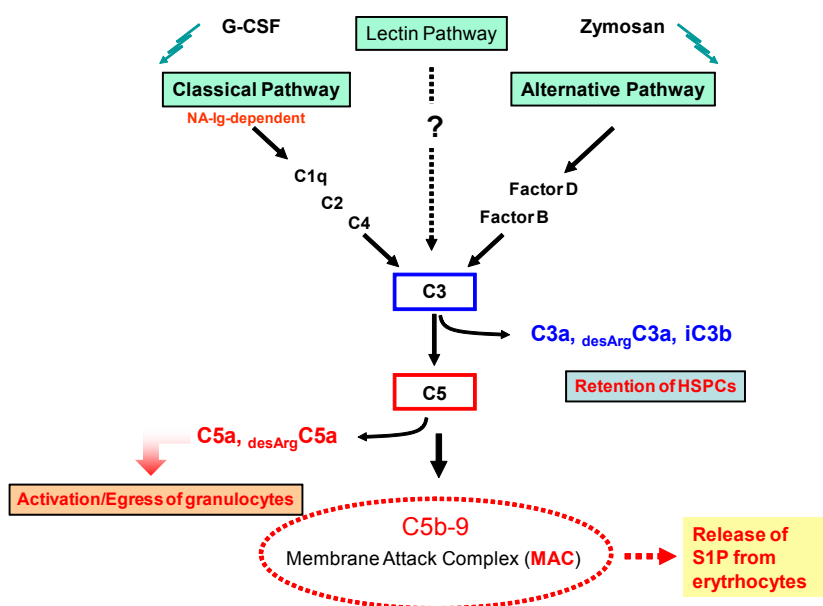 G-CSF
Lectin Pathway
Zymosan
Classical Pathway
Alternative Pathway
NA-Ig-dependent
?
C1q
C2
C4
Factor D
Factor B
C3
C3a, desArgC3a, iC3b
C5
Retention of HSPCs
C5a, desArgC5a
Activation/Egress of granulocytes
C5b-9
Membrane Attack Complex (MAC)
Release of
S1P from
erytrhocytes